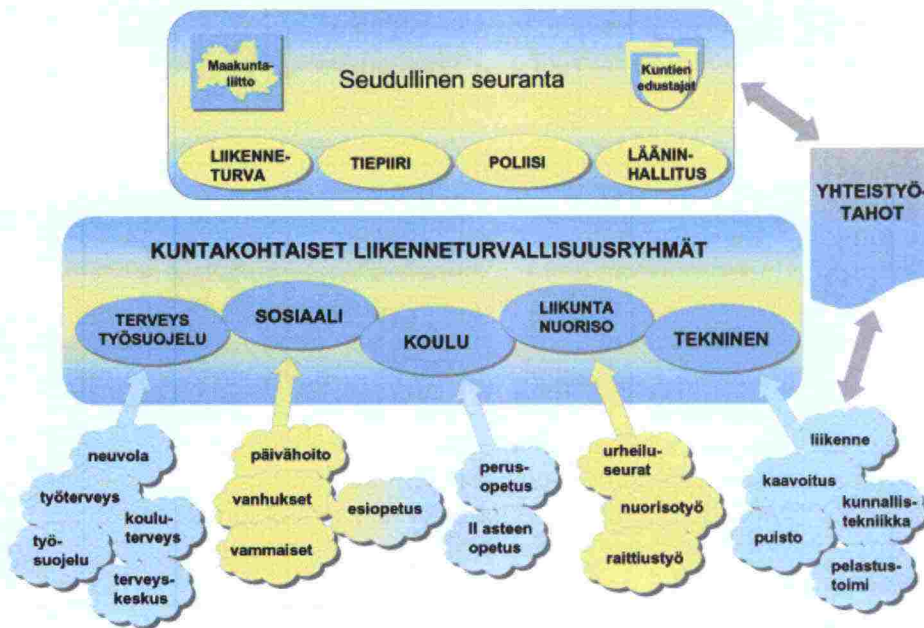 Maakunta-
liitto
Seudullinen seuranta
Kuntien
edustajat
LIIKENNE-
TURVA
TIEPIIRI
POLIISI
LÄÄNIN-
HALLITUS
YHTEISTYÖ-
TAHOT
KUNTAKOHTAISET LIIKENNETURVALLISUUSRYHMÄT
TERVEYS
TYÖSUOJELU
SOSIAALI
KOULU
LIIKUNTA
NUORISO
TEKNINEN
neuvola
työterveys
koulu-
terveys
työ-
suojelu
terveys-
keskus
päivähoito
vanhukset
esiopetus
vammaiset
perus-
opetus
II asteen
opetus
urheilu-
seurat
nuorisotyö
raittiustyö
liikenne
kaavoitus
kunnallis-
tekniikka
puisto
pelastus-
toimi